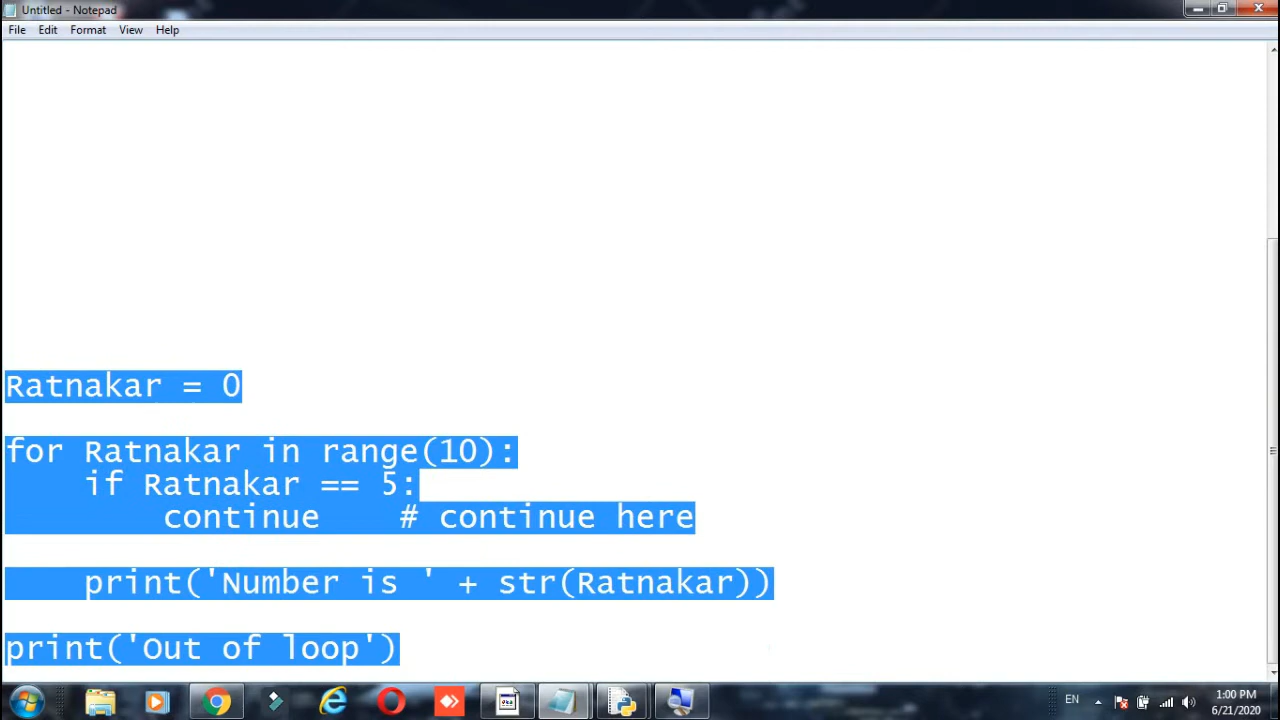 Untitled - Notepad
File Edit Format View Help
Ratnakar = 0
for Ratnakar in range(10):
    if Ratnakar == 5:
        continue    # continue here
    print('Number is ' + str(Ratnakar))
print('Out of loop')
EN
1:00 PM
6/21/2020